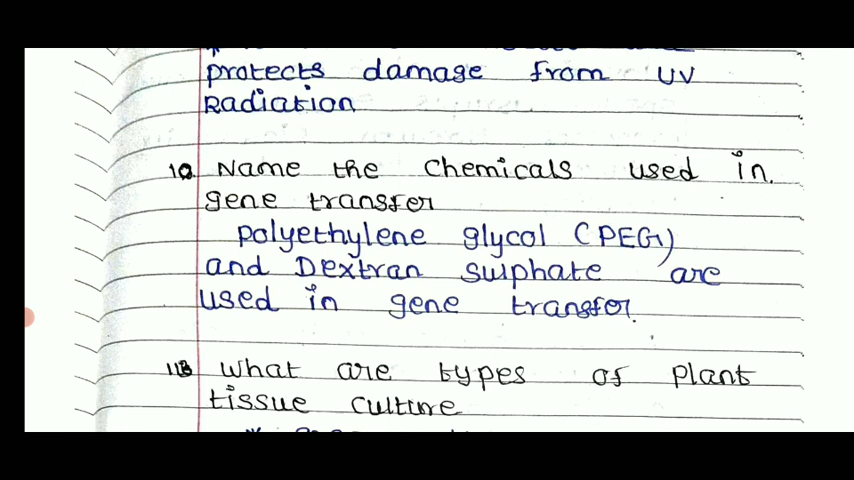 protects damage from UV
Radiation
10. Name the Chemicals used in
gene transfer
polyethylene glycol (PEG)
and Dextran sulphate are
used in gene transfer.
What are types of plant
tissue culture